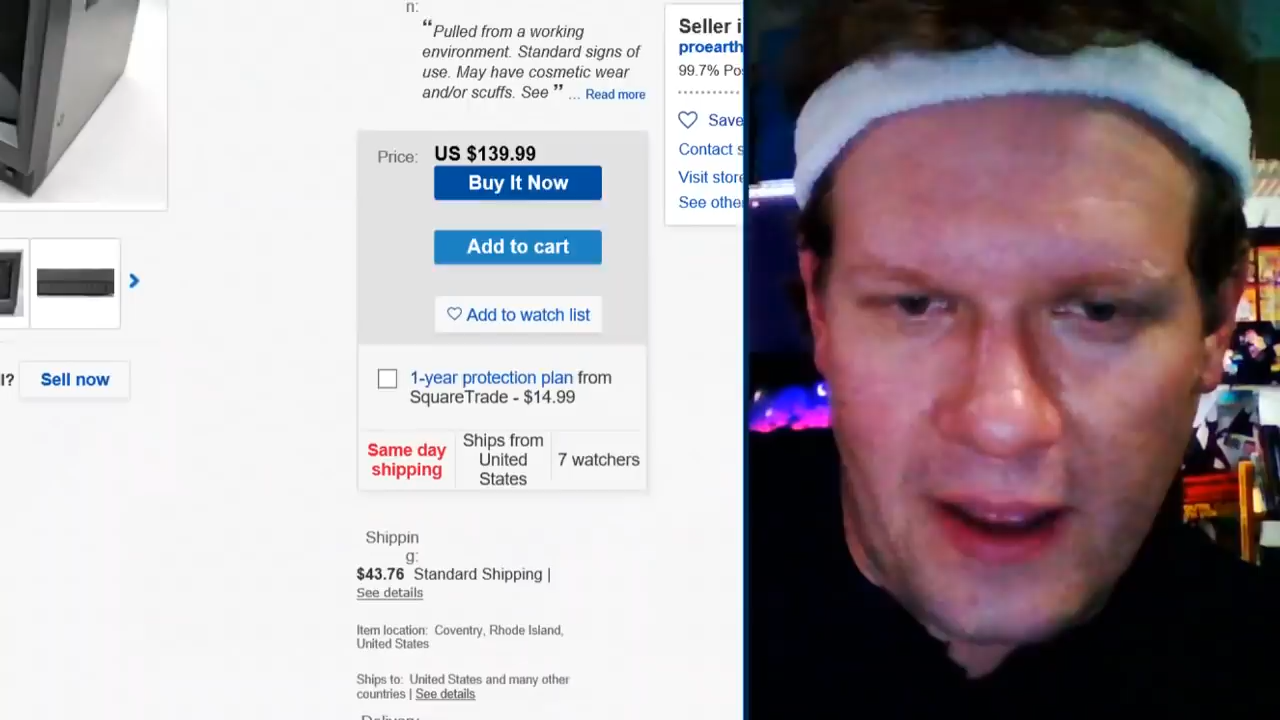 n:
“Pulled from a working
environment. Standard signs of
use. May have cosmetic wear
and/or scuffs. See ” ... Read more
Price: US $139.99
Buy It Now
Add to cart
Add to watch list
1-year protection plan from
SquareTrade - $14.99
Same day
shipping
Ships from
United
States
7 watchers
Shippin
g:
$43.76 Standard Shipping |
See details
Item location: Coventry, Rhode Island,
United States
Ships to: United States and many other
countries | See details
l? Sell now
Seller i
proearth
99.7% Pos
Save
Contact s
Visit store
See other